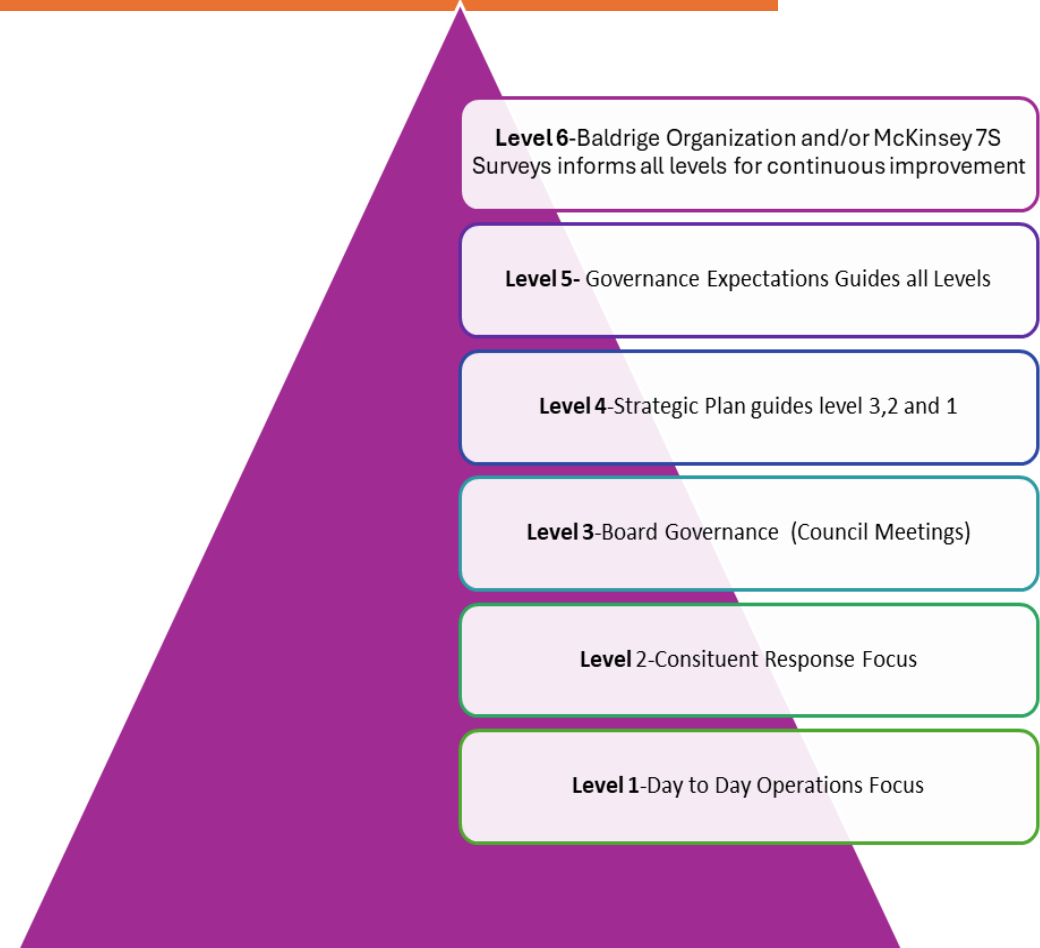 Level 6-Baldrige Organization and/or McKinsey 7S
Surveys informs all levels for continuous improvement
Level 5- Governance Expectations Guides all Levels
Level 4-Strategic Plan guides level 3,2 and 1
Level 3-Board Governance (Council Meetings)
Level 2-Consituent Response Focus
Level 1-Day to Day Operations Focus